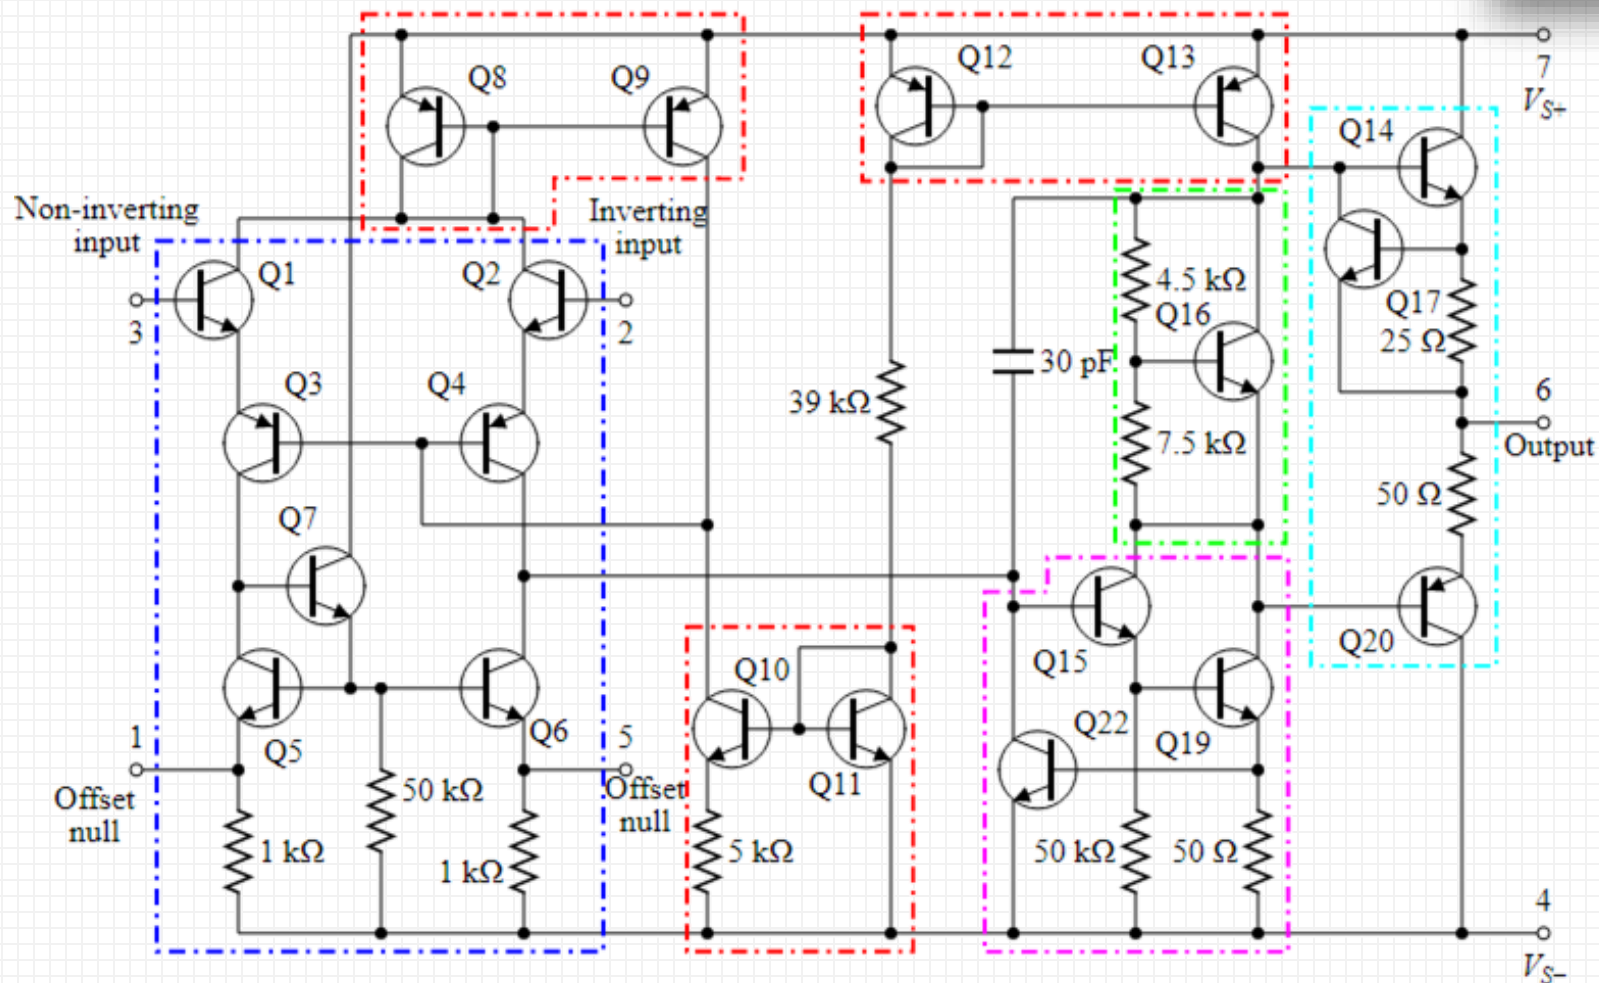 Q8
Q9
Q12
Q13
7
V_S+
Q14
Non-inverting
input
Inverting
input
Q1
Q2
3
2
4.5 kΩ
Q16
Q17
25 Ω
30 pF
Q3
Q4
39 kΩ
6
Output
7.5 kΩ
50 Ω
Q7
Q10
Q15
Q20
1
Q5
Q6
5
Q22
Q19
Offset
null
50 kΩ
Offset
null
Q11
1 kΩ
1 kΩ
5 kΩ
50 kΩ
50 Ω
4
V_S−